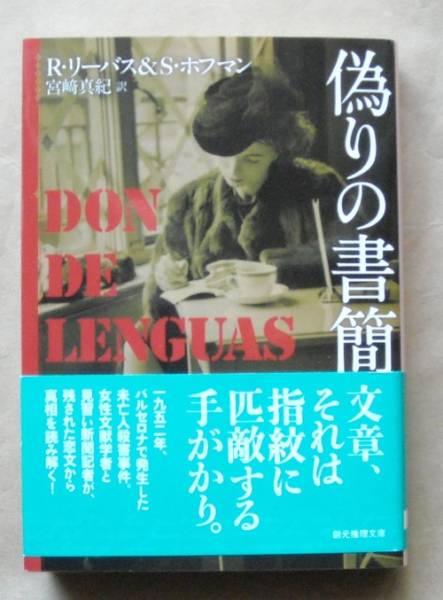 R・リーバス&S・ホフマン
宮﨑真紀 訳
偽りの書簡
DON
DE
LENGUAS
文章、
それは
指紋に
匹敵する
手がかり。
一九五二年、
バルセロナで発生した
未亡人殺害事件。
女性文献学者と
見習い新聞記者が、
残された恋文から
真相を読み解く!
創元推理文庫